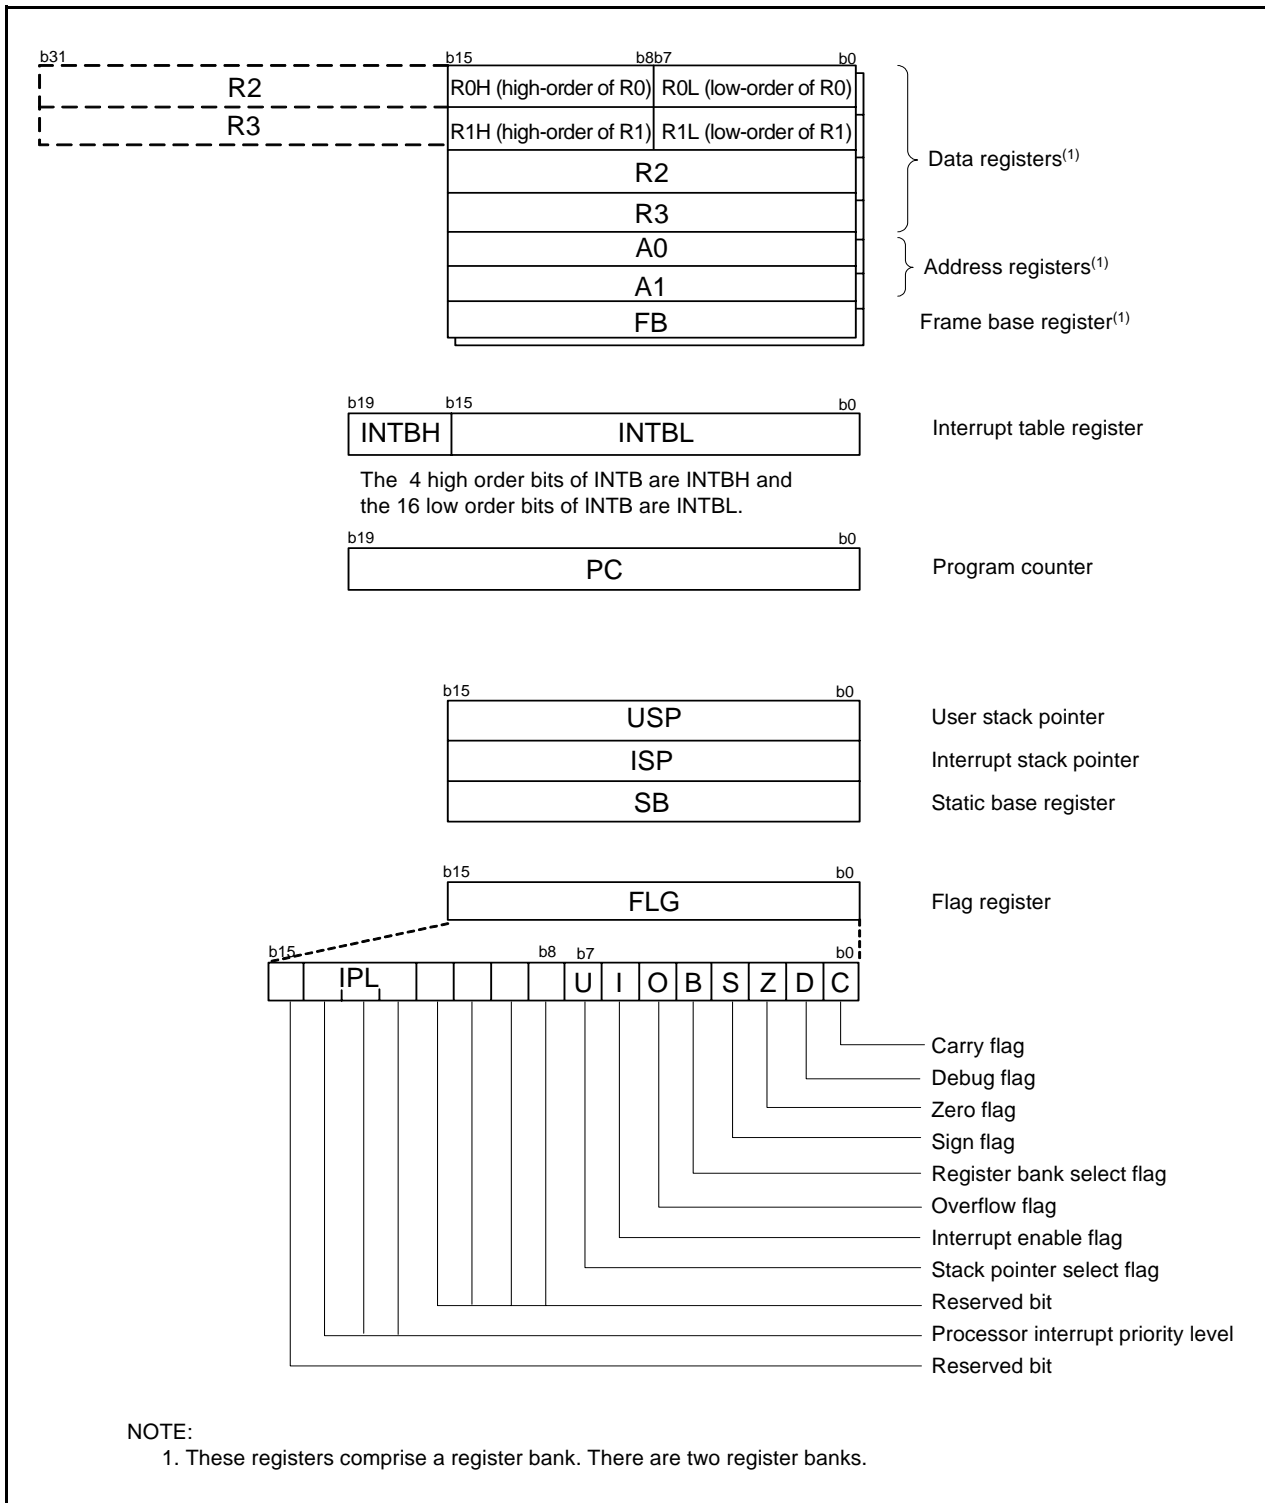 b31 b15 b8b7 b0
R2 R0H (high-order of R0) R0L (low-order of R0)
R3 R1H (high-order of R1) R1L (low-order of R1)
R2
R3
Data registers(1)
A0
A1
Address registers(1)
FB Frame base register(1)
b19 b15 b0
INTBH INTBL Interrupt table register
The 4 high order bits of INTB are INTBH and
the 16 low order bits of INTB are INTBL.
b19 b0
PC Program counter
b15 b0
USP User stack pointer
ISP Interrupt stack pointer
SB Static base register
b15 b0
FLG Flag register
b15 b8 b7 b0
IPL U I O B S Z D C
Carry flag
Debug flag
Zero flag
Sign flag
Register bank select flag
Overflow flag
Interrupt enable flag
Stack pointer select flag
Reserved bit
Processor interrupt priority level
Reserved bit
NOTE:
1. These registers comprise a register bank. There are two register banks.